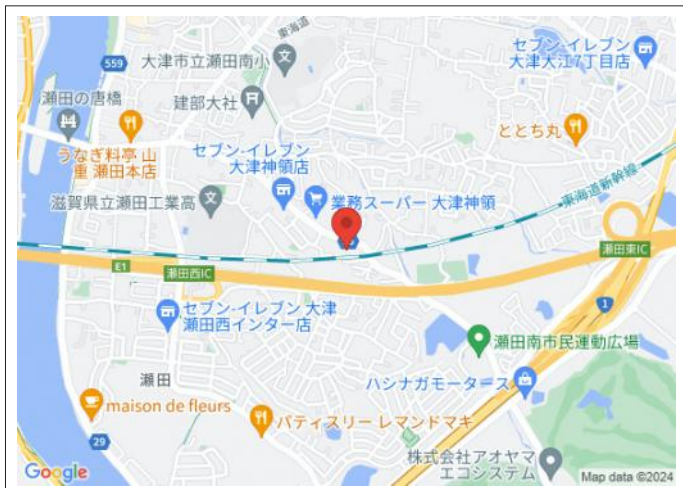 東海道
セブン-イレブン
大津大江7丁目店
559
大津市立瀬田南小
瀬田の唐橋
建部大社
ととち丸
うなぎ料亭 山
重 瀬田本店
セブン-イレブン
大津神領店
東海道新幹線
滋賀県立瀬田工業高
業務スーパー 大津神領
瀬田東IC
E1
瀬田西IC
1
セブン-イレブン 大津
瀬田西インター店
瀬田南市民運動広場
瀬田
ハシナガモータース
maison de fleurs
パティスリー レマンドマキ
29
株式会社アオヤマ
エコシステム
Google
Map data ©2024